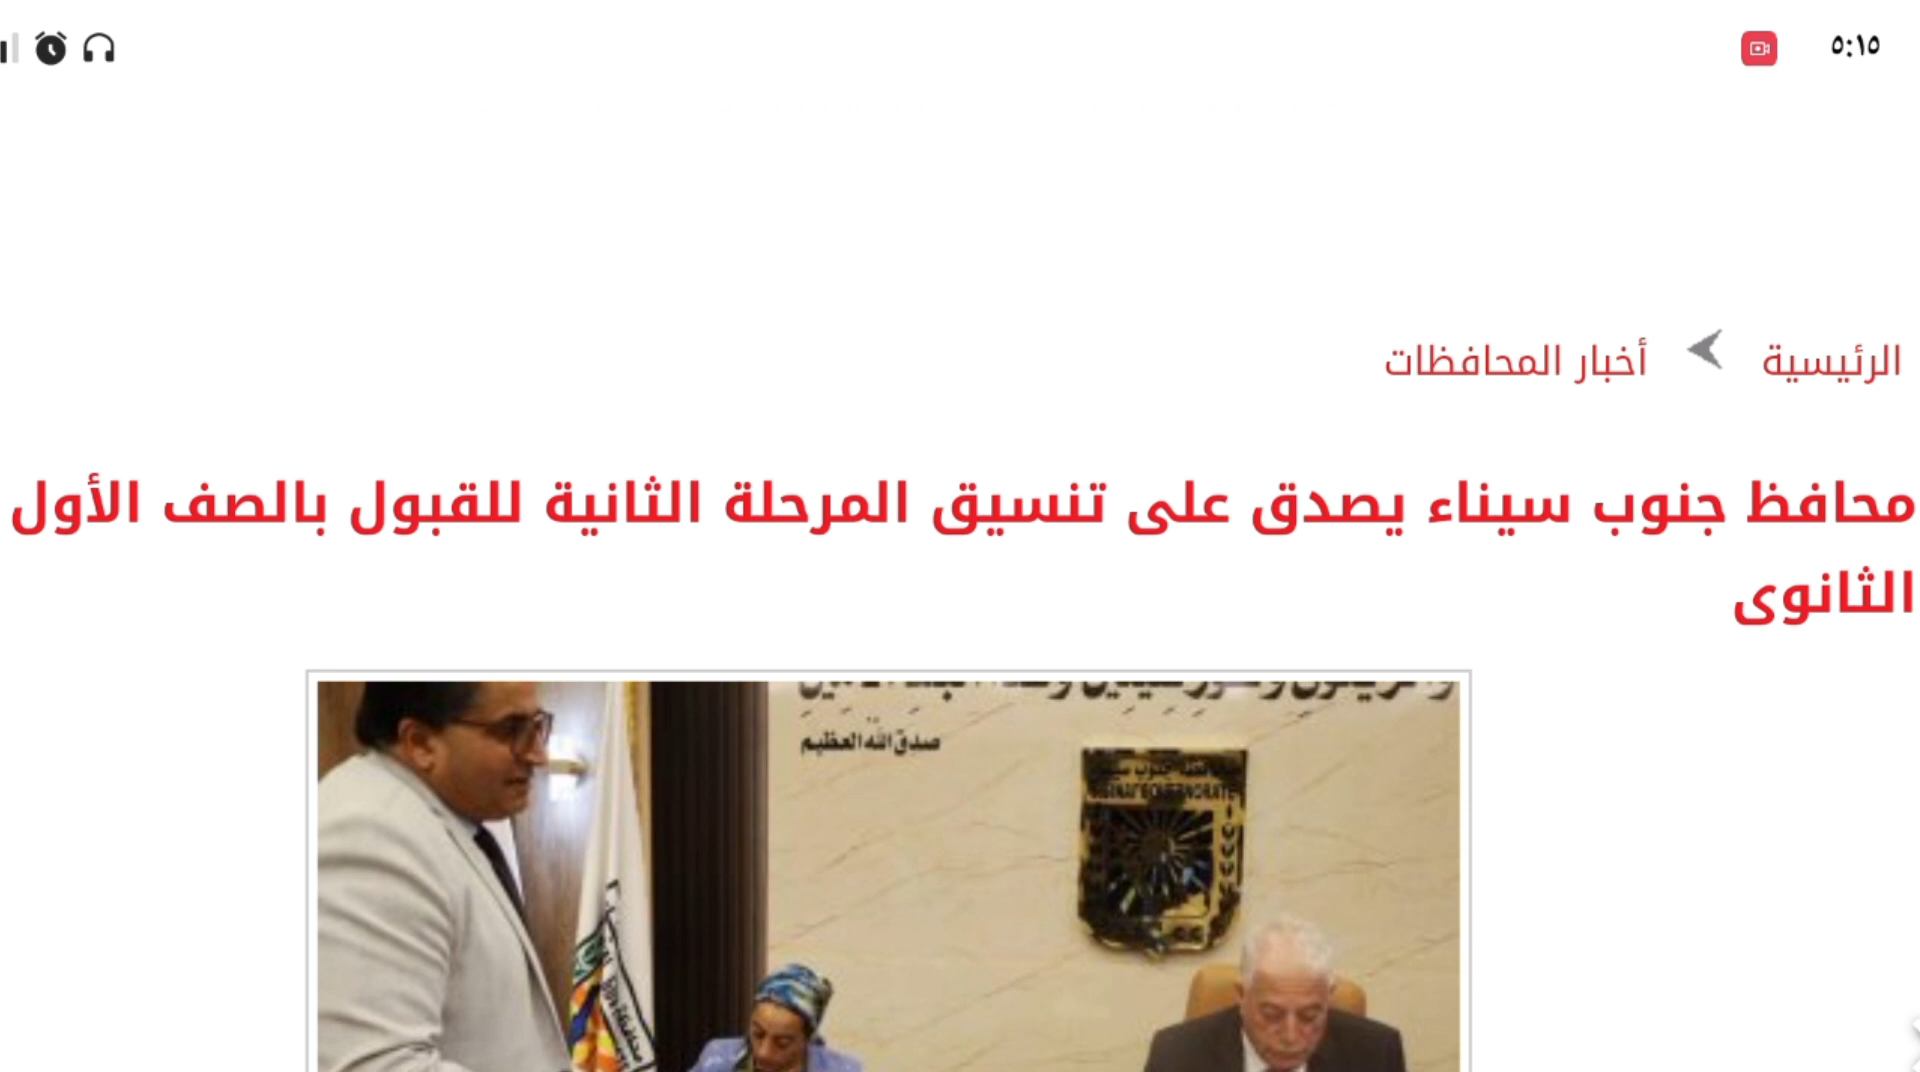 ٥:١٥
الرئيسية
أخبار المحافظات
محافظ جنوب سيناء يصدق على تنسيق المرحلة الثانية للقبول بالصف الأول
الثانوى
صدق الله العظيم